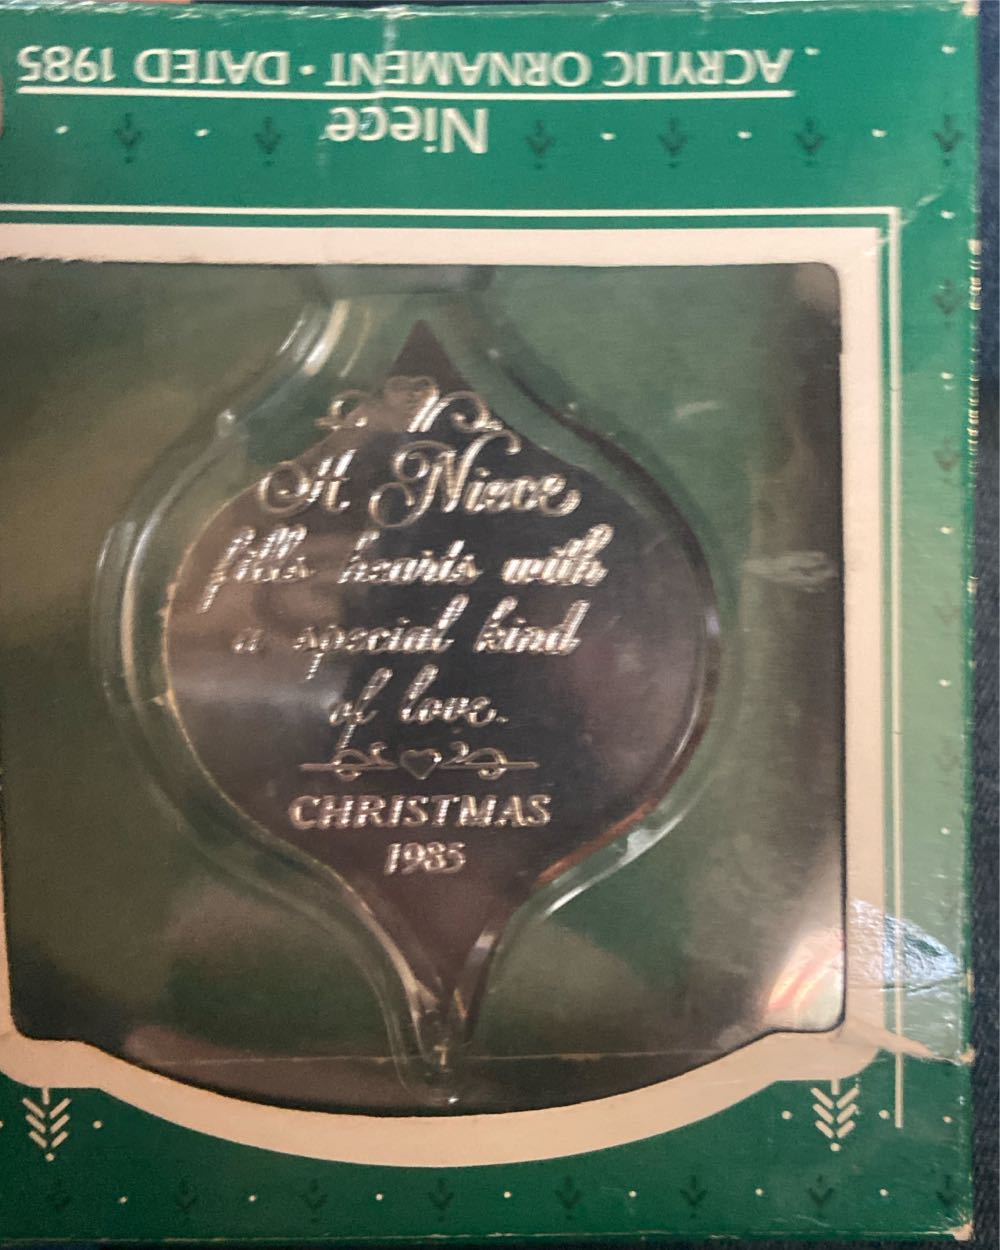 ACRYLIC ORNAMENT · DATED 1985
Niece
A Niece
fills hearts with
a special kind
of love.
CHRISTMAS
1985